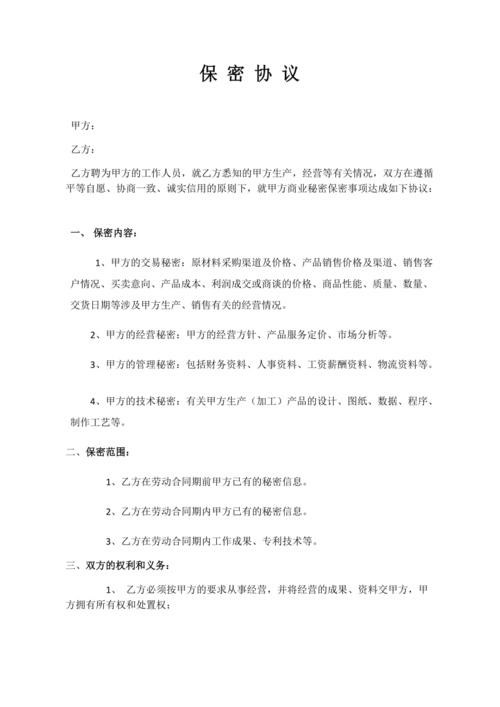 保 密 协 议
甲方：
乙方：
乙方聘为甲方的工作人员，就乙方悉知的甲方生产，经营等有关情况，双方在遵循
平等自愿、协商一致、诚实信用的原则下，就甲方商业秘密保密事项达成如下协议：
一、 保密内容：
1、甲方的交易秘密：原材料采购渠道及价格、产品销售价格及渠道、销售客
户情况、买卖意向、产品成本、利润成交或商谈的价格、商品性能、质量、数量、
交货日期等涉及甲方生产、销售有关的经营情况。
2、甲方的经营秘密：甲方的经营方针、产品服务定价、市场分析等。
3、甲方的管理秘密：包括财务资料、人事资料、工资薪酬资料、物流资料等。
4、甲方的技术秘密：有关甲方生产（加工）产品的设计、图纸、数据、程序、
制作工艺等。
二、保密范围：
1、乙方在劳动合同期前甲方已有的秘密信息。
2、乙方在劳动合同期内甲方已有的秘密信息。
3、乙方在劳动合同期内工作成果、专利技术等。
三、双方的权利和义务：
1、 乙方必须按甲方的要求从事经营，并将经营的成果、资料交甲方，甲
方拥有所有权和处置权；